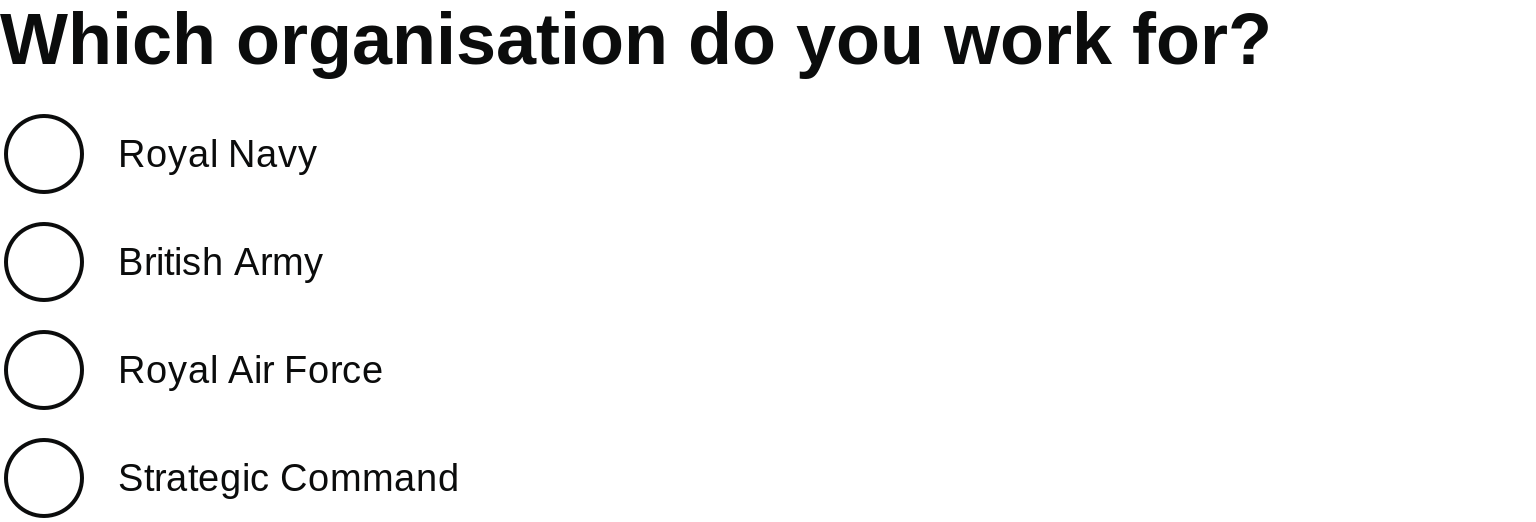 Which organisation do you work for?
Royal Navy
British Army
Royal Air Force
Strategic Command